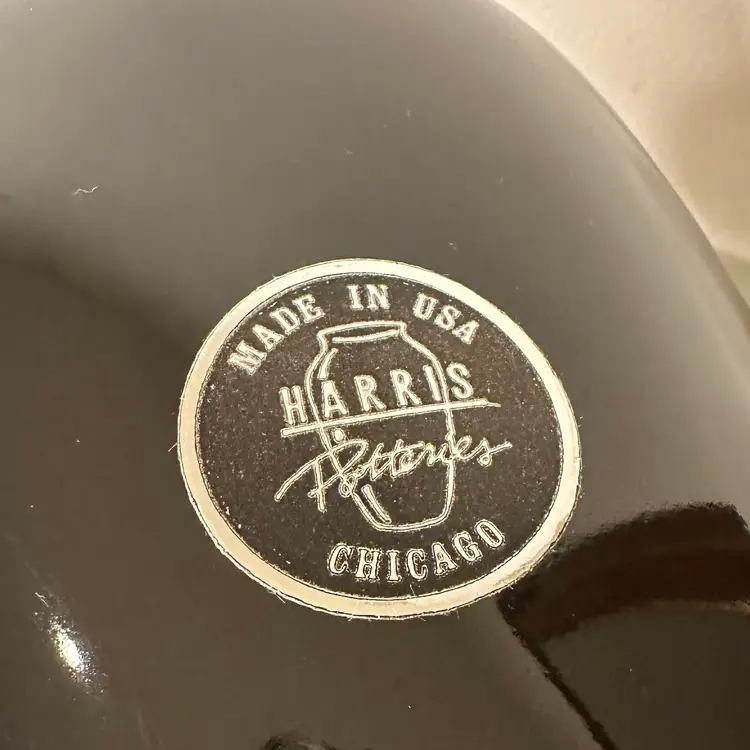 MADE IN USA
HARRIS
Potteries
CHICAGO